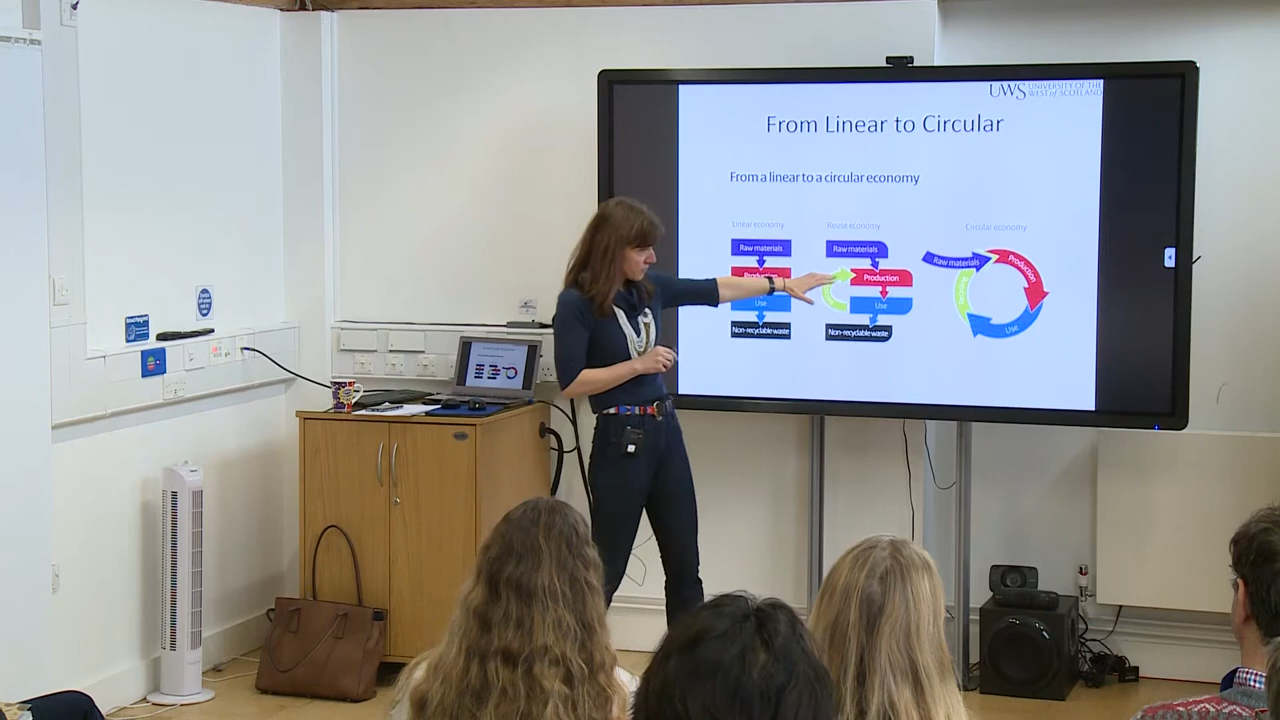 UWS UNIVERSITY OF THE
WEST of SCOTLAND
From Linear to Circular
From a linear to a circular economy
Linear economy
Reuse economy
Circular economy
Raw materials
Production
Use
Non-recyclable waste
Raw materials
Production
Use
Non-recyclable waste
Raw materials
Production
Use